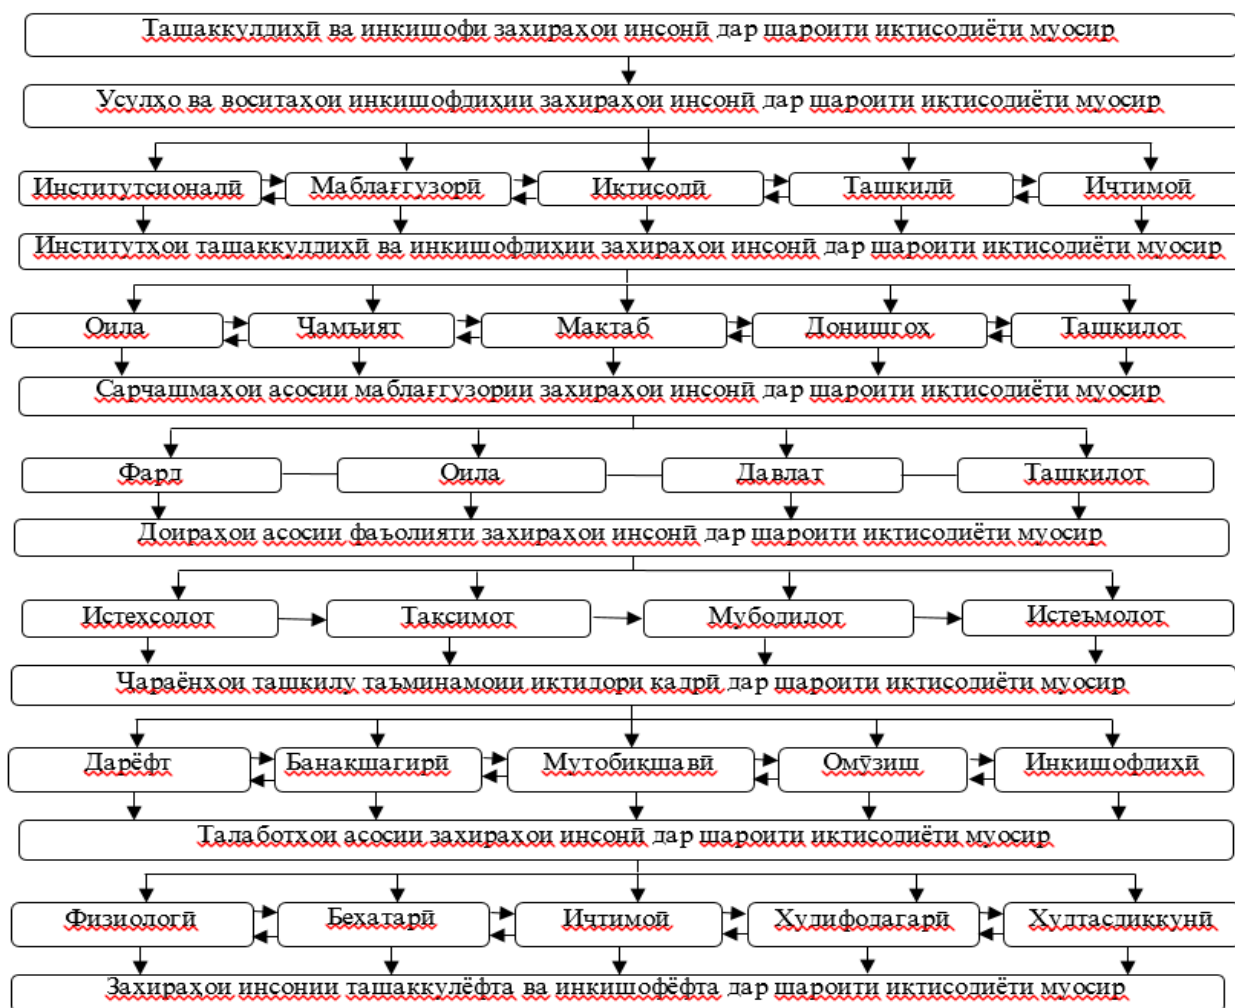 Ташаккулдиҳӣ ва инкишофи захираҳои инсонӣ дар шароити иқтисодиёти муосир
Усулҳо ва воситаҳои инкишофдиҳии захираҳои инсонӣ дар шароити иқтисодиёти муосир
Институтсионалӣ Маблағгузорӣ Иқтисодӣ Ташкилӣ Иҷтимоӣ
Институтҳои ташаккулдиҳӣ ва инкишофдиҳии захираҳои инсонӣ дар шароити иқтисодиёти муосир
Оила Ҷамъият Мактаб Донишгоҳ Ташкилот
Сарчашмаҳои асосии маблағгузории захираҳои инсонӣ дар шароити иқтисодиёти муосир
Фард Оила Давлат Ташкилот
Доираҳои асосии фаъолияти захираҳои инсонӣ дар шароити иқтисодиёти муосир
Истеҳсолот Тақсимот Мубодилот Истеъмолот
Ҷараёнҳои ташкилу таъминамоии иқтидори кадрӣ дар шароити иқтисодиёти муосир
Дарёфт Банақшагирӣ Мутобиқшавӣ Омӯзиш Инкишофдиҳӣ
Талаботҳои асосии захираҳои инсонӣ дар шароити иқтисодиёти муосир
Физиологӣ Бехатарӣ Иҷтимоӣ Худифодагарӣ Худтасдиққунӣ
Захираҳои инсонии ташаккулёфта ва инкишофёфта дар шароити иқтисодиёти муосир